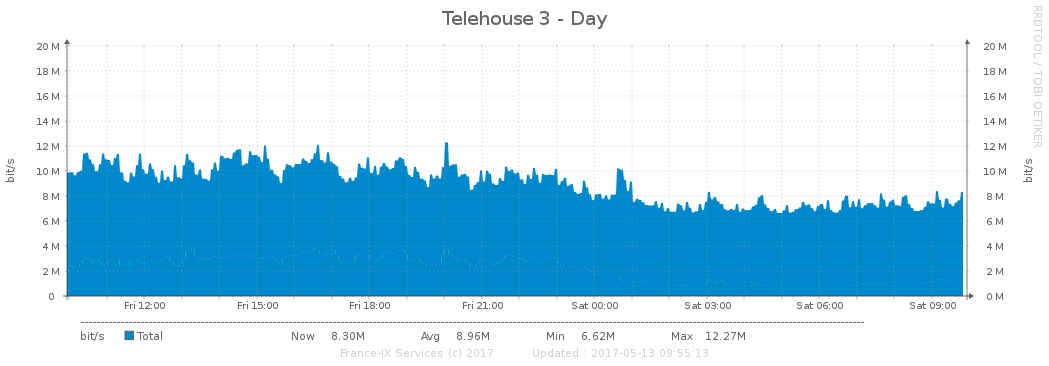 Telehouse 3 - Day
RRDTOOL / TOBI OETIKER
bit/s
bit/s
20 M 20 M
18 M 18 M
16 M 16 M
14 M 14 M
12 M 12 M
10 M 10 M
8 M 8 M
6 M 6 M
4 M 4 M
2 M 2 M
0 0 M
Fri 12:00 Fri 15:00 Fri 18:00 Fri 21:00 Sat 00:00 Sat 03:00 Sat 06:00 Sat 09:00
bit/s Total Now 8.30M Avg 8.96M Min 6.62M Max 12.27M
France-IX Services (c) 2017 Updated : 2017-05-13 09:55:13